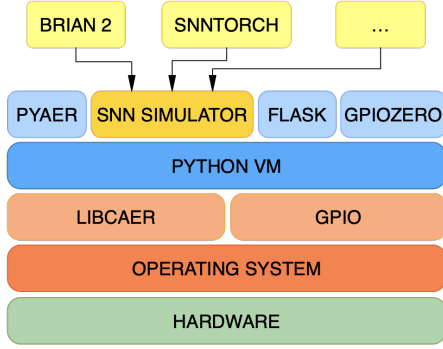 BRIAN 2
SNNTORCH
...
PYAER
SNN SIMULATOR
FLASK
GPIOZERO
PYTHON VM
LIBCAER
GPIO
OPERATING SYSTEM
HARDWARE